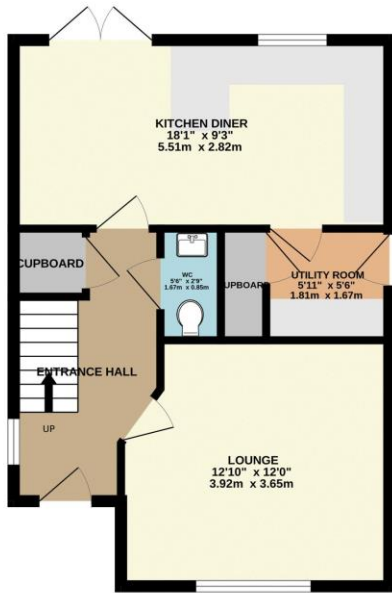 KITCHEN DINER
18'1" x 9'3"
5.51m x 2.82m
CUPBOARD
WC
5'6" x 2'9"
1.67m x 0.85m
UPBOARD
UTILITY ROOM
5'11" x 5'6"
1.81m x 1.67m
ENTRANCE HALL
UP
LOUNGE
12'10" x 12'0"
3.92m x 3.65m